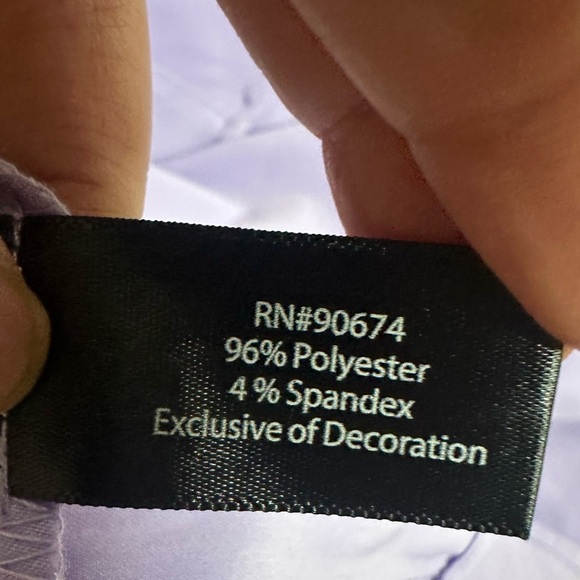 RN#90674
96% Polyester
4% Spandex
Exclusive of Decoration